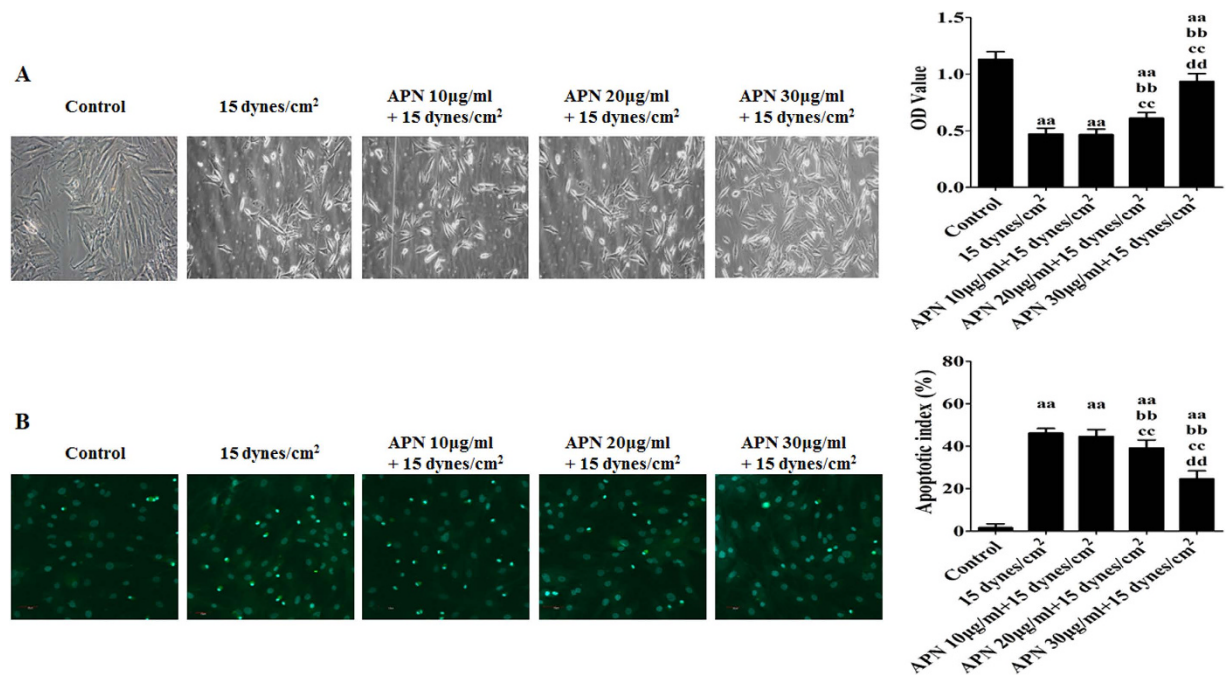 A
Control
15 dynes/cm²
APN 10µg/ml
+ 15 dynes/cm²
APN 20µg/ml
+ 15 dynes/cm²
APN 30µg/ml
+ 15 dynes/cm²
OD Value
1.5
1.0
0.5
0.0
aa
aa
aa
bb
cc
aa
bb
cc
dd
Control
15 dynes/cm²
APN 10µg/ml+15 dynes/cm²
APN 20µg/ml+15 dynes/cm²
APN 30µg/ml+15 dynes/cm²
B
Control
15 dynes/cm²
APN 10µg/ml
+ 15 dynes/cm²
APN 20µg/ml
+ 15 dynes/cm²
APN 30µg/ml
+ 15 dynes/cm²
Apoptotic index (%)
80
60
40
20
0
aa
aa
aa
bb
cc
aa
bb
cc
dd
Control
15 dynes/cm²
APN 10µg/ml+15 dynes/cm²
APN 20µg/ml+15 dynes/cm²
APN 30µg/ml+15 dynes/cm²